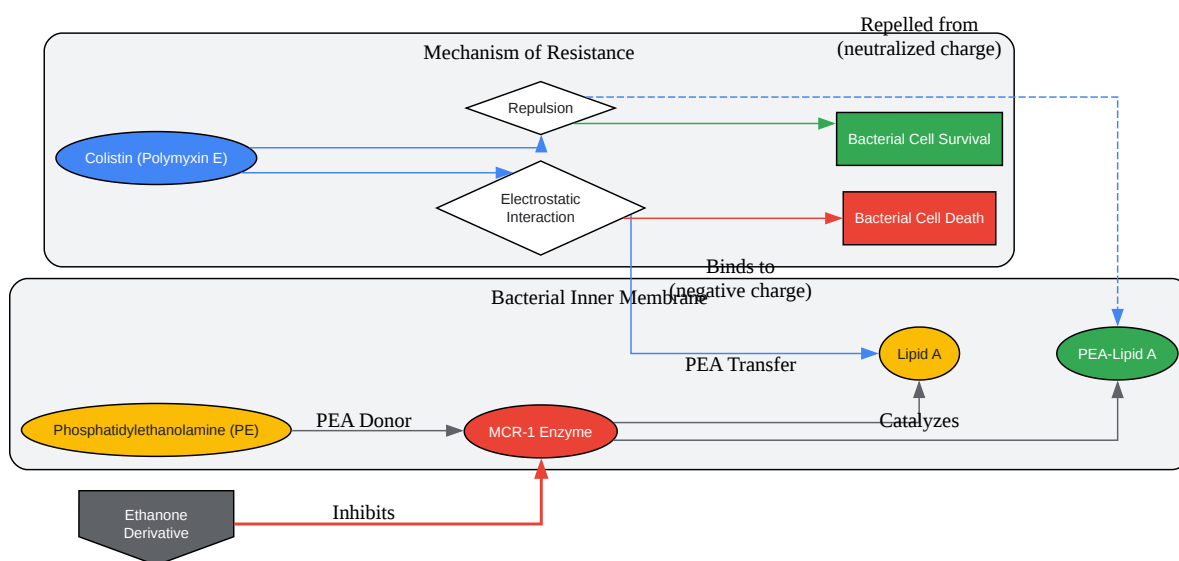 Repelled from
(neutralized charge)
Mechanism of Resistance
Repulsion
Colistin (Polymyxin E)
Bacterial Cell Survival
Electrostatic
Interaction
Bacterial Cell Death
Binds to
(negative charge)
Bacterial Inner Membrane
Lipid A
PEA-Lipid A
PEA Transfer
PEA Donor
Catalyzes
Phosphatidylethanolamine (PE)
MCR-1 Enzyme
Ethanone
Derivative
Inhibits